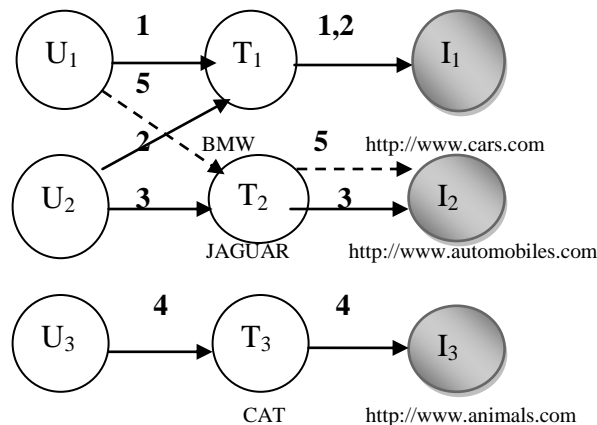 1 1,2
U1 T1 I1
5
2 BMW 5 http://www.cars.com
U2 T2 I2
3 3
JAGUAR http://www.automobiles.com
4 4
U3 T3 I3
CAT http://www.animals.com